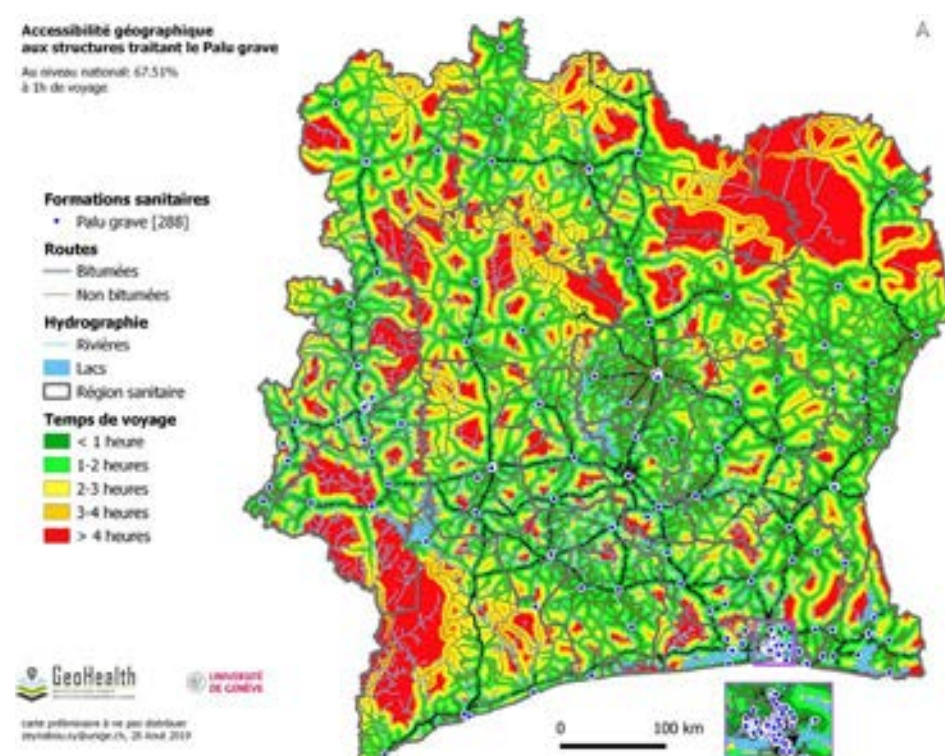 Accessibilité géographique
aux structures traitant le Palu grave
Au niveau national: 67.51%
à 1h de voyage
A
Formations sanitaires
Palu grave [288]
Routes
Bitumées
Non bitumées
Hydrographie
Rivières
Lacs
Région sanitaire
Temps de voyage
< 1 heure
1-2 heures
2-3 heures
3-4 heures
> 4 heures
GeoHealth
UNIVERSITÉ
DE GENÈVE
carte préliminaire à ne pas distribuer
26 Août 2019
0 100 km